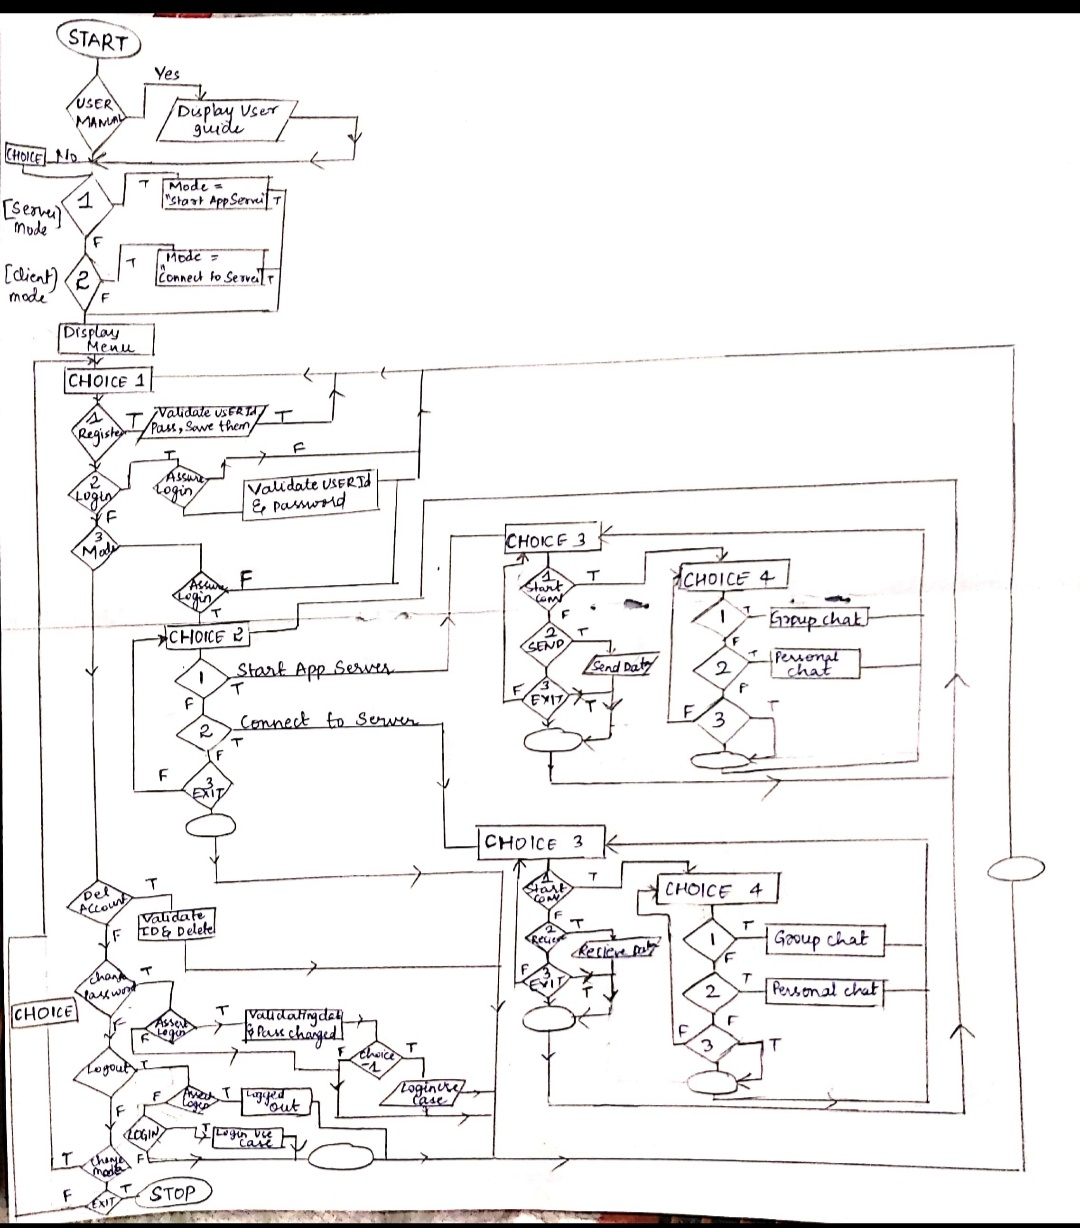 START
Yes
USER
MANUAL
Display User
guide
CHOICE No
1
T
Mode =
"Start App Server
T
[Server]
Mode
F
2
T
Mode =
"Connect to Server
T
[client]
mode
F
Display
Menu
CHOICE 1
1
Register
T
Validate USERId
Pass, Save them
T
2
Login
T
Assure
Login
F
Validate USERId
& password
F
3
Mode
Assure
Login
F
T
CHOICE 2
1
Start App Server
T
F
2
Connect to Server
T
F
3
EXIT
F
CHOICE 3
1
Start
Conv
T
F
2
SEND
T
Send Data
3
EXIT
F
T
CHOICE 4
1
T
Group chat
F
2
T
Personal
chat
F
3
F
T
CHOICE 3
1
Start
Conv
T
F
2
Reciev
T
Recieve Data
3
EXIT
F
T
CHOICE 4
1
T
Group chat
F
2
T
Personal chat
F
3
F
T
Del
Account
T
Validate
ID & Delete
F
Chang
Password
T
CHOICE
F
Assure
Login
T
F
Validating
Pass changed
F
Choice
=1
T
Login Use
Case
Logout
T
F
Login
T
F
Logged
Out
LOGIN
T
Login Use
Case
F
F
T
Change
mode
F
EXIT
T
STOP